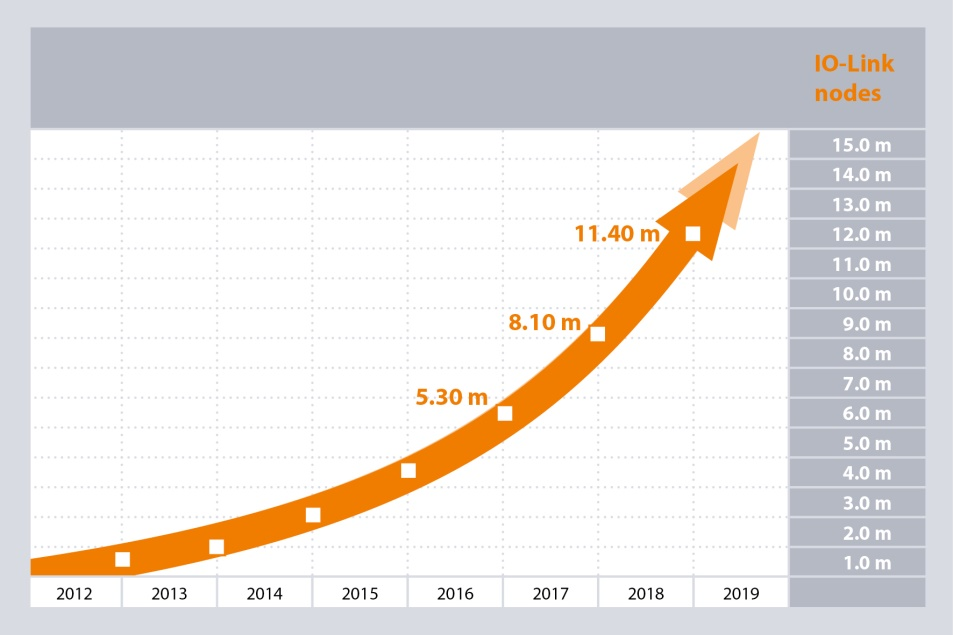 IO-Link
nodes
15.0 m
14.0 m
13.0 m
11.40 m
12.0 m
11.0 m
10.0 m
8.10 m
9.0 m
8.0 m
7.0 m
5.30 m
6.0 m
5.0 m
4.0 m
3.0 m
2.0 m
1.0 m
2012 2013 2014 2015 2016 2017 2018 2019